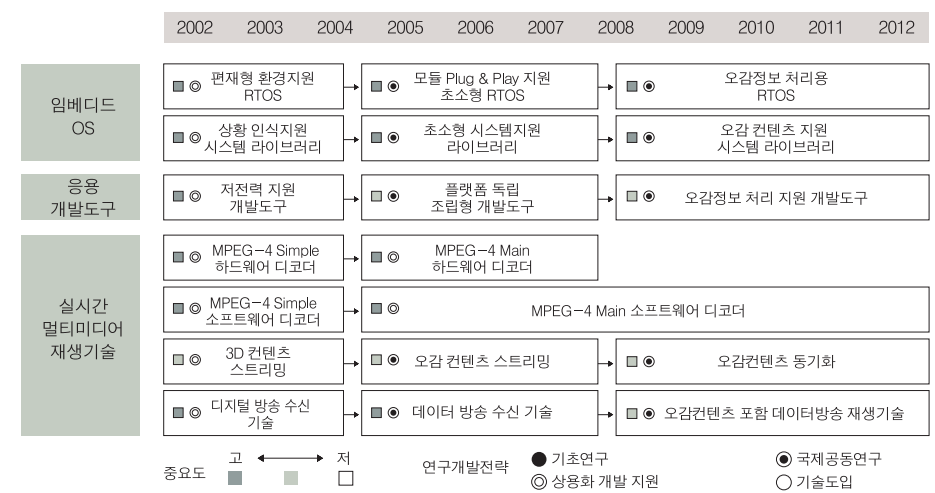 2002 2003 2004 2005 2006 2007 2008 2009 2010 2011 2012
임베디드
OS
편재형 환경지원
RTOS
모듈 Plug & Play 지원
초소형 RTOS
오감정보 처리용
RTOS
상황 인식지원
시스템 라이브러리
초소형 시스템지원
라이브러리
오감 컨텐츠 지원
시스템 라이브러리
응용
개발도구
저전력 지원
개발도구
플랫폼 독립
조립형 개발도구
오감정보 처리 지원 개발도구
실시간
멀티미디어
재생기술
MPEG-4 Simple
하드웨어 디코더
MPEG-4 Main
하드웨어 디코더
MPEG-4 Simple
소프트웨어 디코더
MPEG-4 Main 소프트웨어 디코더
3D 컨텐츠
스트리밍
오감 컨텐츠 스트리밍
오감컨텐츠 동기화
디지털 방송 수신
기술
데이터 방송 수신 기술
오감컨텐츠 포함 데이터방송 재생기술
중요도
고 저
연구개발전략
기초연구
국제공동연구
상용화 개발 지원
기술도입